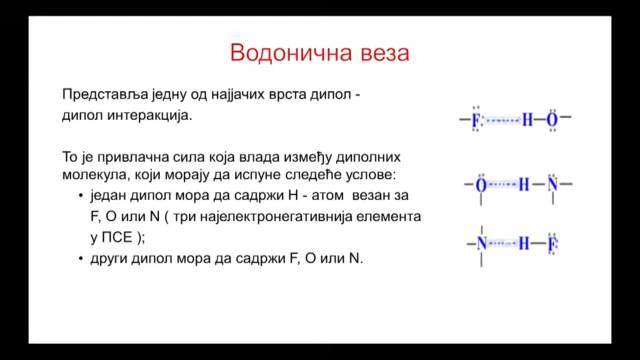 Водонична веза
Представља једну од најјачих врста дипол -
дипол интеракција.
То је привлачна сила која влада између диполних
молекула, који морају да испуне следеће услове:
• један дипол мора да садржи H - атом везан за
F, O или N ( три најелектронегативнија елемента
у ПСЕ );
• други дипол мора да садржи F, O или N.
F H O
O H N
N H F